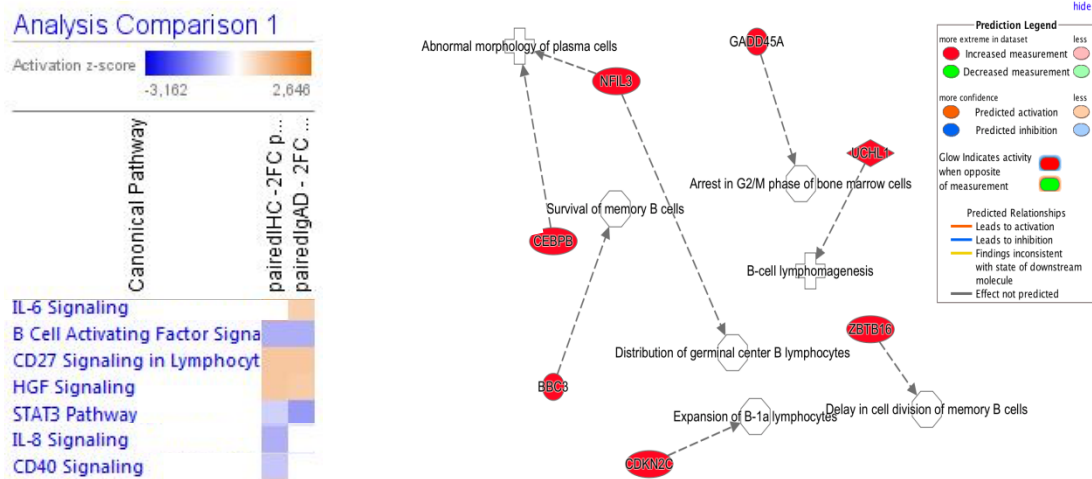 Analysis Comparison 1
Activation z-score
-3,162 2,646
Canonical Pathway
pairedIHC -2FC p...
pairedIgAD - 2FC ...
IL-6 Signaling
B Cell Activating Factor Signa
CD27 Signaling in Lymphocyt
HGF Signaling
STAT3 Pathway
IL-8 Signaling
CD40 Signaling
Abnormal morphology of plasma cells
NFIL3
GADD45A
UCHL1
Arrest in G2/M phase of bone marrow cells
Survival of memory B cells
CEBPB
B-cell lymphomagenesis
ZBTB16
Distribution of germinal center B lymphocytes
BBC3
Expansion of B-1a lymphocytes
Delay in cell division of memory B cells
CDKN2C
hide
Prediction Legend
more extreme in dataset less
Increased measurement
Decreased measurement
more confidence less
Predicted activation
Predicted inhibition
Glow Indicates activity
when opposite
of measurement
Predicted Relationships
Leads to activation
Leads to inhibition
Findings inconsistent
with state of downstream
molecule
Effect not predicted